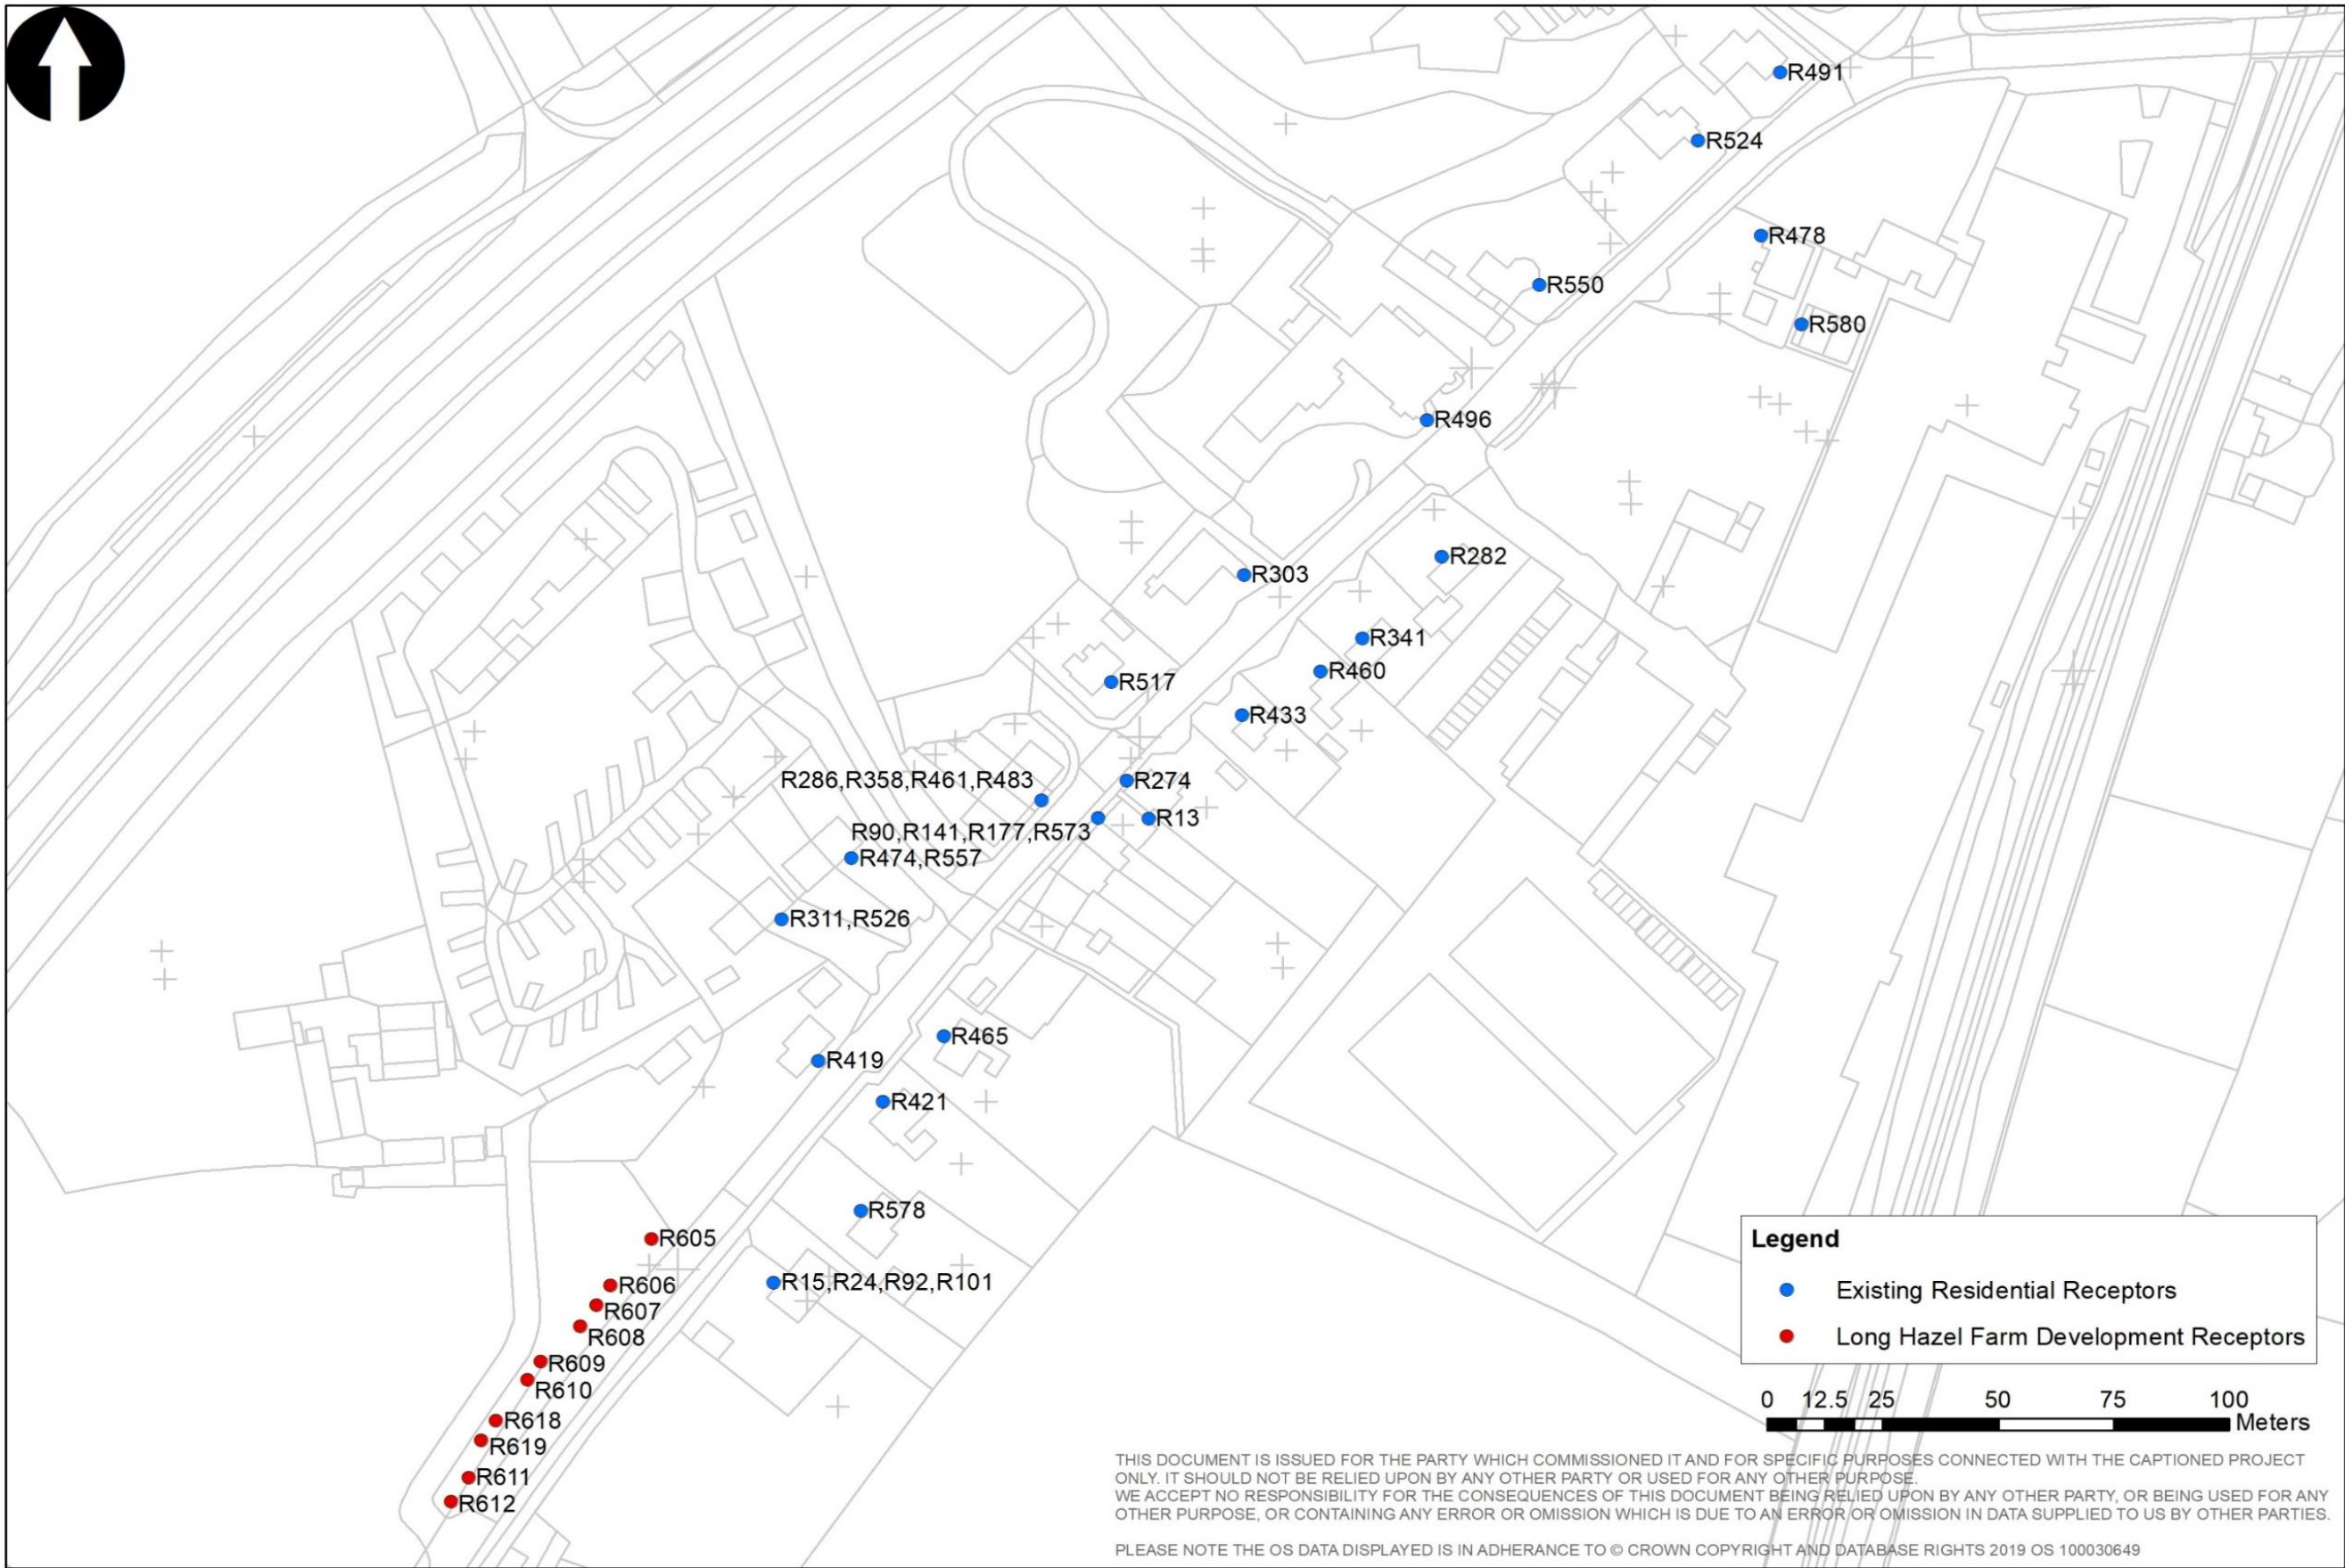 R491
R524
R478
R550
R580
R496
R282
R303
R341
R460
R517
R433
R286,R358,R461,R483
R274
R90,R141,R177,R573
R13
R474,R557
R311,R526
R465
R419
R421
R578
R605
R15,R24,R92,R101
R606
R607
R608
R609
R610
R618
R619
R611
R612
Legend
Existing Residential Receptors
Long Hazel Farm Development Receptors
0 12.5 25 50 75 100
Meters
THIS DOCUMENT IS ISSUED FOR THE PARTY WHICH COMMISSIONED IT AND FOR SPECIFIC PURPOSES CONNECTED WITH THE CAPTIONED PROJECT
ONLY. IT SHOULD NOT BE RELIED UPON BY ANY OTHER PARTY OR USED FOR ANY OTHER PURPOSE.
WE ACCEPT NO RESPONSIBILITY FOR THE CONSEQUENCES OF THIS DOCUMENT BEING RELIED UPON BY ANY OTHER PARTY, OR BEING USED FOR ANY
OTHER PURPOSE, OR CONTAINING ANY ERROR OR OMISSION WHICH IS DUE TO AN ERROR OR OMISSION IN DATA SUPPLIED TO US BY OTHER PARTIES.
PLEASE NOTE THE OS DATA DISPLAYED IS IN ADHERANCE TO © CROWN COPYRIGHT AND DATABASE RIGHTS 2019 OS 100030649